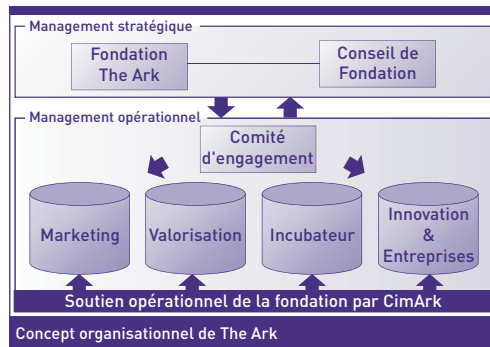 Management stratégique
Fondation
The Ark
Conseil de
Fondation
Management opérationnel
Comité
d'engagement
Marketing
Valorisation
Incubateur
Innovation
&
Entreprises
Soutien opérationnel de la fondation par CimArk
Concept organisationnel de The Ark